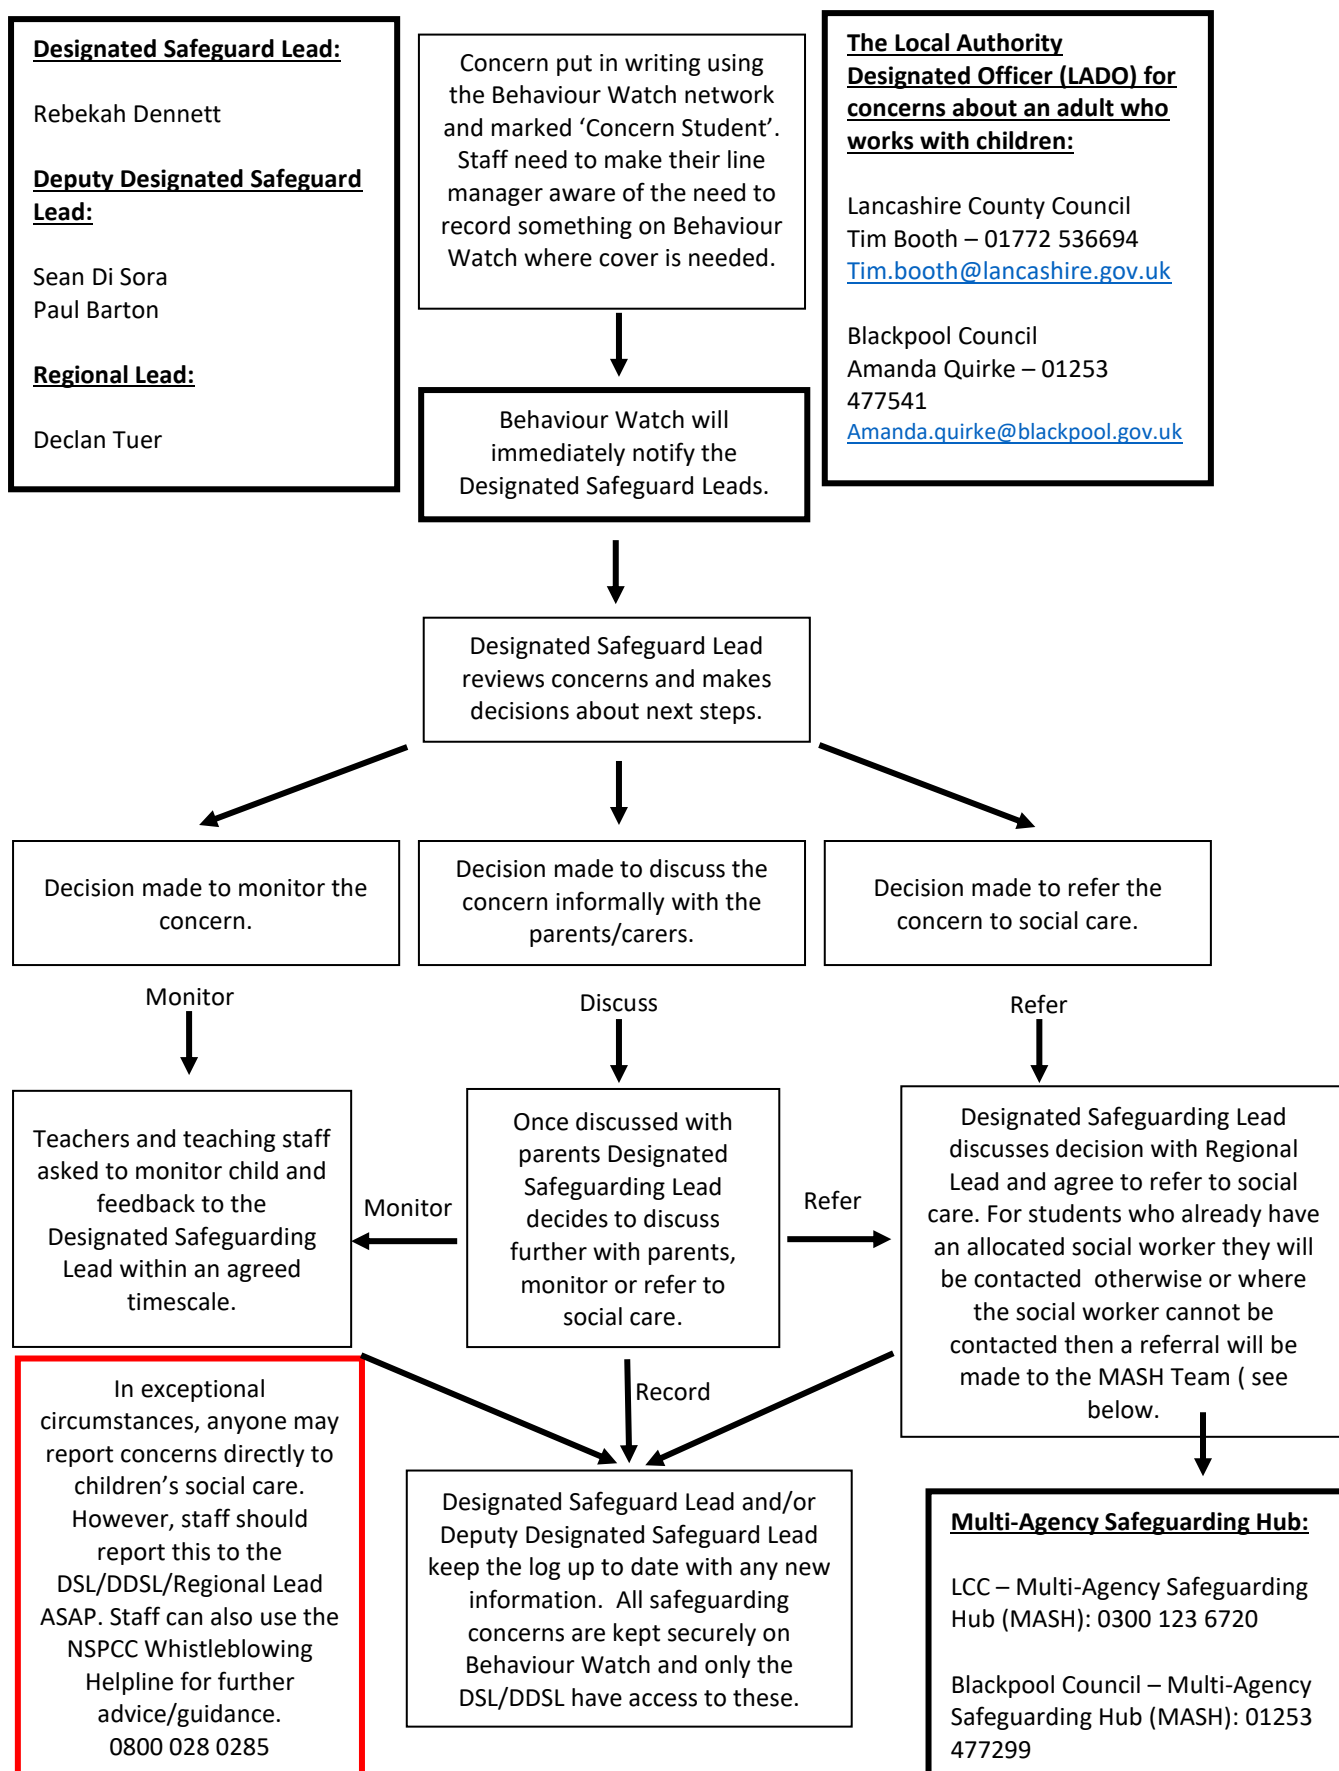 Designated Safeguard Lead:
Rebekah Dennett
Deputy Designated Safeguard
Lead:
Sean Di Sora
Paul Barton
Regional Lead:
Declan Tuer
Concern put in writing using
the Behaviour Watch network
and marked ‘Concern Student’.
Staff need to make their line
manager aware of the need to
record something on Behaviour
Watch where cover is needed.
The Local Authority
Designated Officer (LADO) for
concerns about an adult who
works with children:
Lancashire County Council
Tim Booth – 01772 536694
Tim.booth@lancashire.gov.uk
Blackpool Council
Amanda Quirke – 01253
477541
Amanda.quirke@blackpool.gov.uk
Behaviour Watch will
immediately notify the
Designated Safeguard Leads.
Designated Safeguard Lead
reviews concerns and makes
decisions about next steps.
Decision made to monitor the
concern.
Decision made to discuss the
concern informally with the
parents/carers.
Decision made to refer the
concern to social care.
Monitor
Discuss
Refer
Teachers and teaching staff
asked to monitor child and
feedback to the
Designated Safeguarding
Lead within an agreed
timescale.
Monitor
Once discussed with
parents Designated
Safeguarding Lead
decides to discuss
further with parents,
monitor or refer to
social care.
Refer
Designated Safeguarding Lead
discusses decision with Regional
Lead and agree to refer to social
care. For students who already have
an allocated social worker they will
be contacted  otherwise or where
the social worker cannot be
contacted then a referral will be
made to the MASH Team ( see
below.
In exceptional
circumstances, anyone may
report concerns directly to
children’s social care.
However, staff should
report this to the
DSL/DDSL/Regional Lead
ASAP. Staff can also use the
NSPCC Whistleblowing
Helpline for further
advice/guidance.
0800 028 0285
Record
Designated Safeguard Lead and/or
Deputy Designated Safeguard Lead
keep the log up to date with any new
information.  All safeguarding
concerns are kept securely on
Behaviour Watch and only the
DSL/DDSL have access to these.
Multi-Agency Safeguarding Hub:
LCC – Multi-Agency Safeguarding
Hub (MASH): 0300 123 6720
Blackpool Council – Multi-Agency
Safeguarding Hub (MASH): 01253
477299